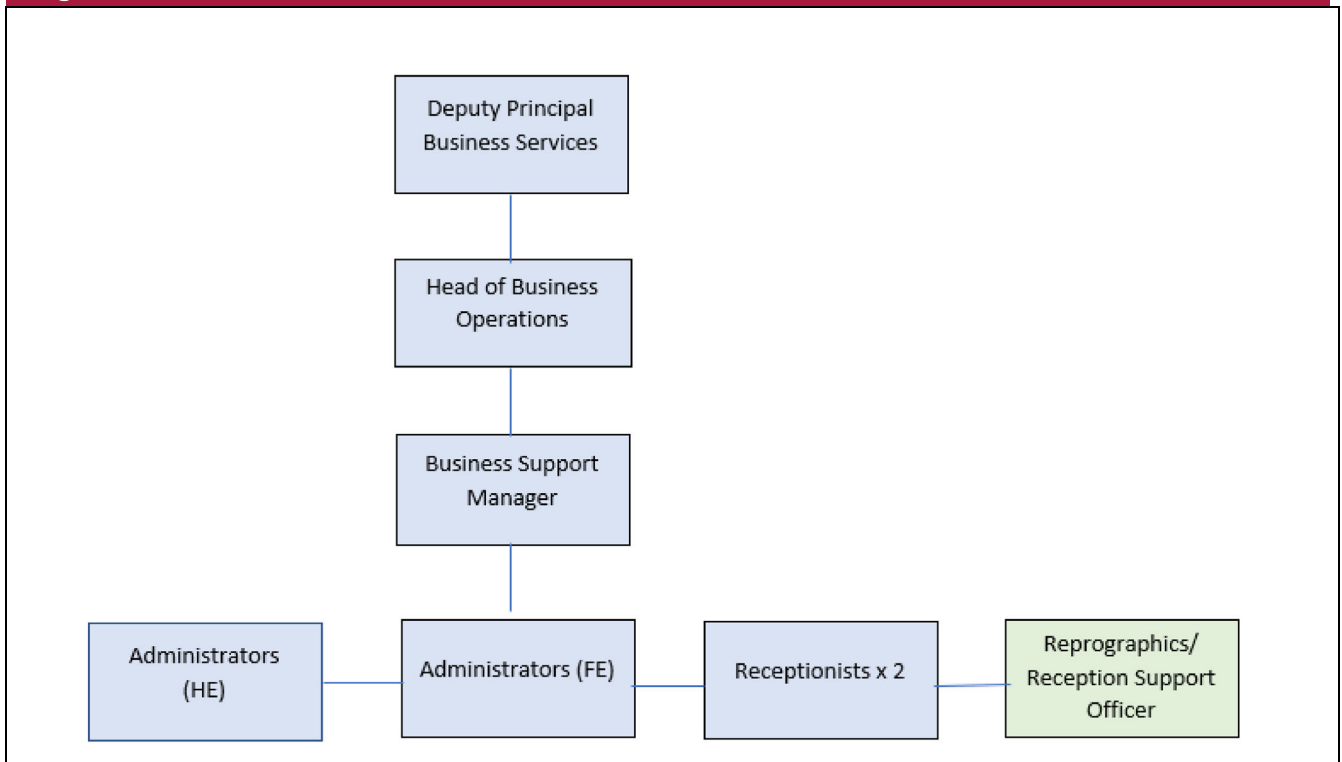 Deputy Principal
Business Services
Head of Business
Operations
Business Support
Manager
Administrators
(HE)
Administrators (FE)
Receptionists x 2
Reprographics/
Reception Support
Officer